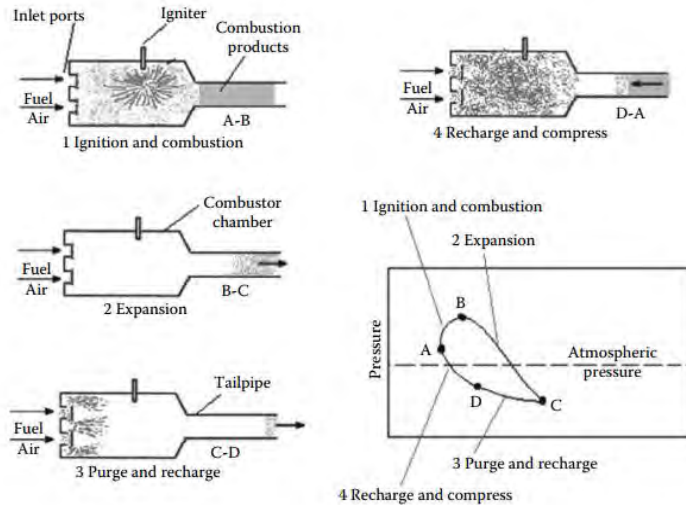 Inlet ports
Igniter
Combustion
products
Fuel
Air
A-B
1 Ignition and combustion
Fuel
Air
D-A
4 Recharge and compress
Combustor
chamber
Fuel
Air
B-C
2 Expansion
Tailpipe
Fuel
Air
C-D
3 Purge and recharge
1 Ignition and combustion
2 Expansion
Pressure
B
A
Atmospheric
pressure
D
C
3 Purge and recharge
4 Recharge and compress